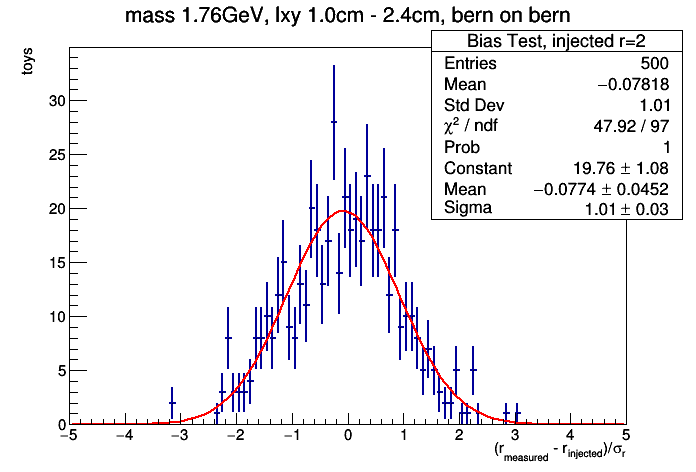 mass 1.76GeV, lxy 1.0cm - 2.4cm, bern on bern
toys
Bias Test, injected r=2
Entries 500
Mean −0.07818
Std Dev 1.01
χ² / ndf 47.92 / 97
Prob 1
Constant 19.76 ± 1.08
Mean −0.0774 ± 0.0452
Sigma 1.01 ± 0.03
30
25
20
15
10
5
0
−5 −4 −3 −2 −1 0 1 2 3 4 5
(r_measured - r_injected)/σ_r